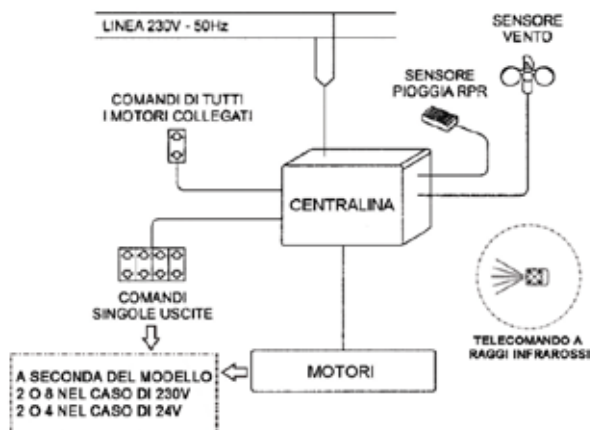 LINEA 230V - 50Hz
SENSORE
VENTO
SENSORE
PIOGGIA RPR
COMANDI DI TUTTI
I MOTORI COLLEGATI
CENTRALINA
COMANDI
SINGOLE USCITE
TELECOMANDO A
RAGGI INFRAROSSI
MOTORI
A SECONDA DEL MODELLO
2 O 8 NEL CASO DI 230V
2 O 4 NEL CASO DI 24V